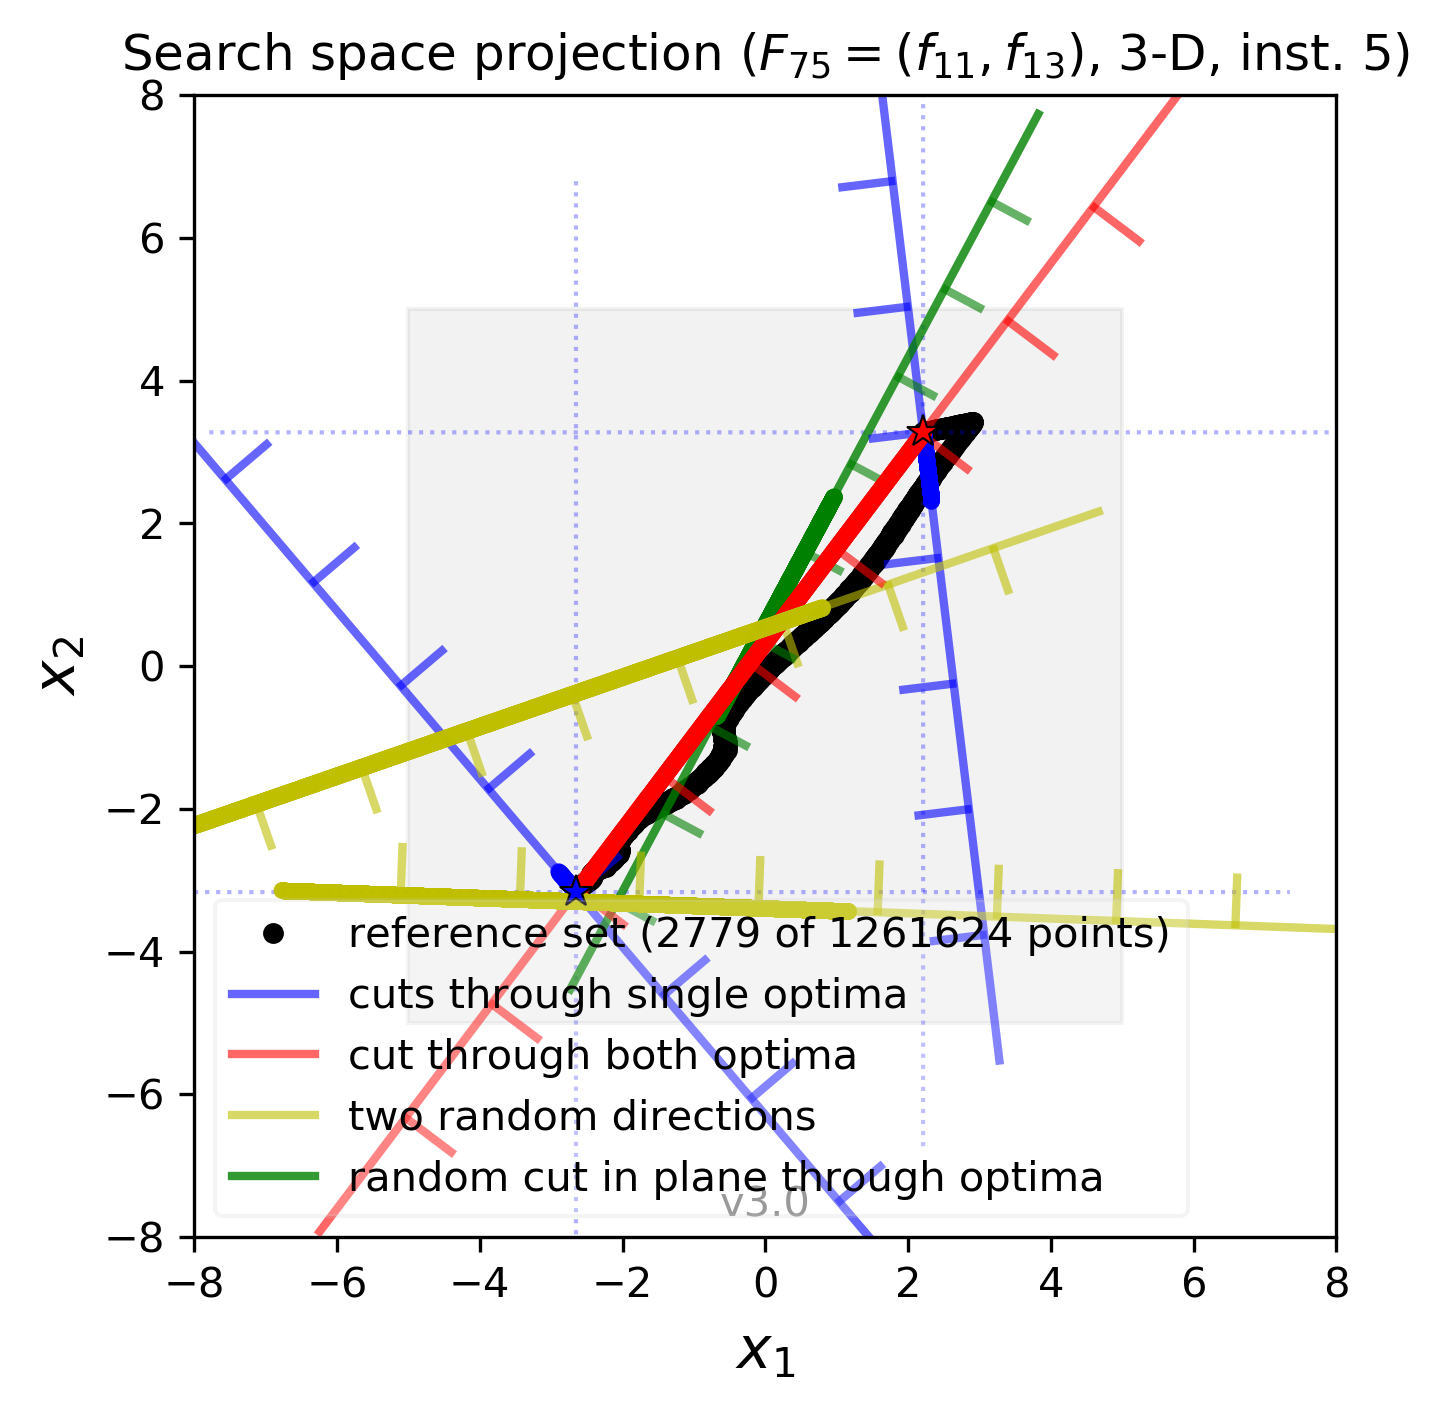 Search space projection (F₇₅ = (f₁₁, f₁₃), 3-D, inst. 5)
8
6
4
2
0
−2
−4
−6
−8
x₂
reference set (2779 of 1261624 points)
cuts through single optima
cut through both optima
two random directions
random cut in plane through optima
v3.0
−8 −6 −4 −2 0 2 4 6 8
x₁